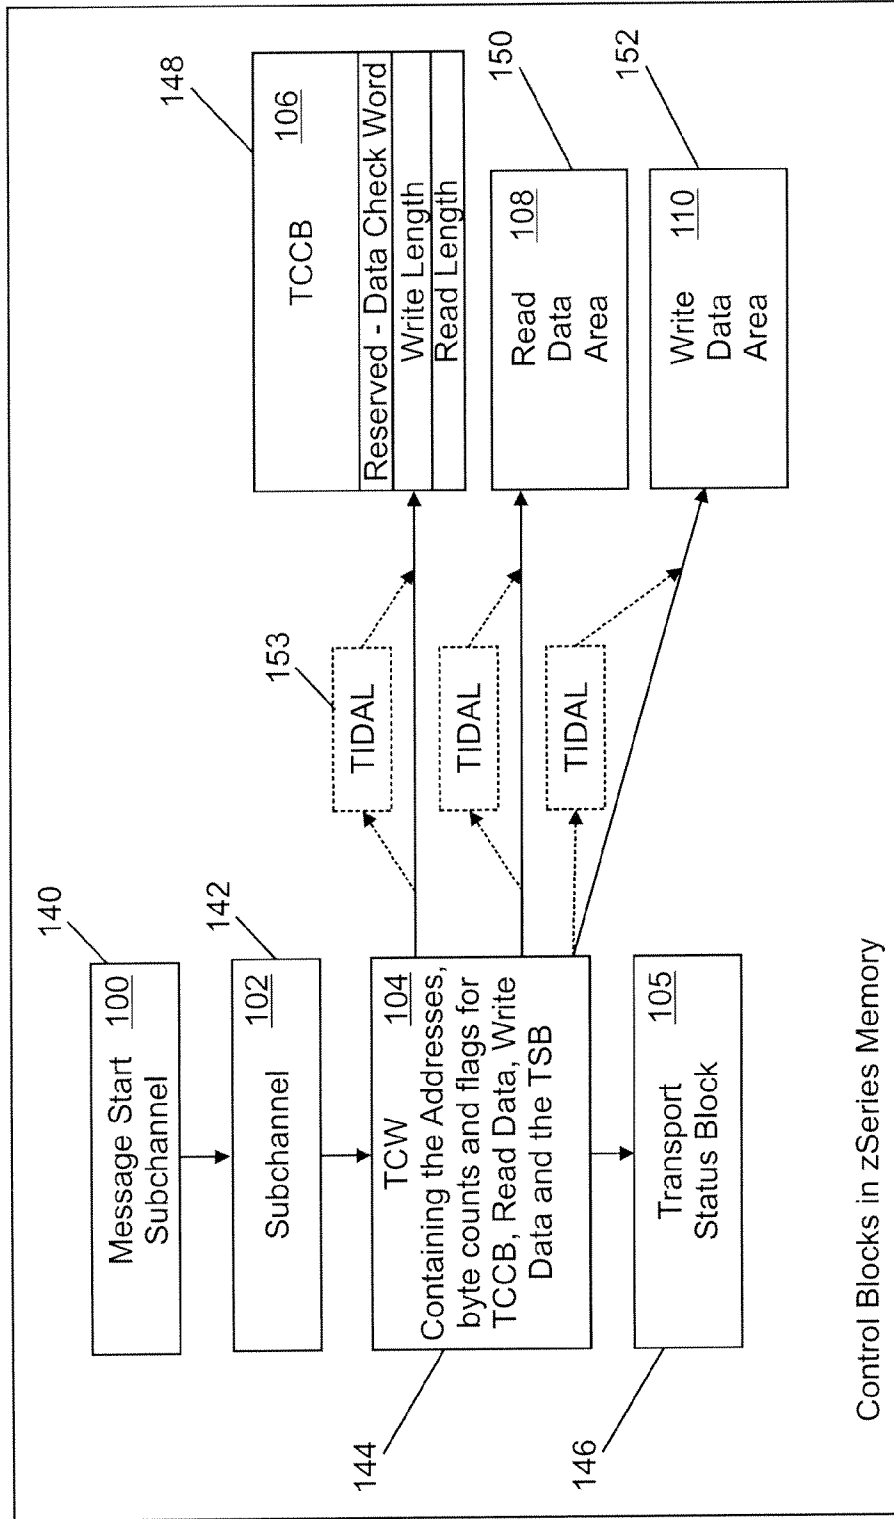 140
Message Start 100
Subchannel
142
Subchannel 102
144
TCW 104
Containing the Addresses,
byte counts and flags for
TCCB, Read Data, Write
Data and the TSB
146
Transport 105
Status Block
153
TIDAL
TIDAL
TIDAL
148
TCCB 106
Reserved - Data Check Word
Write Length
Read Length
150
Read 108
Data
Area
152
Write 110
Data
Area
Control Blocks in zSeries Memory